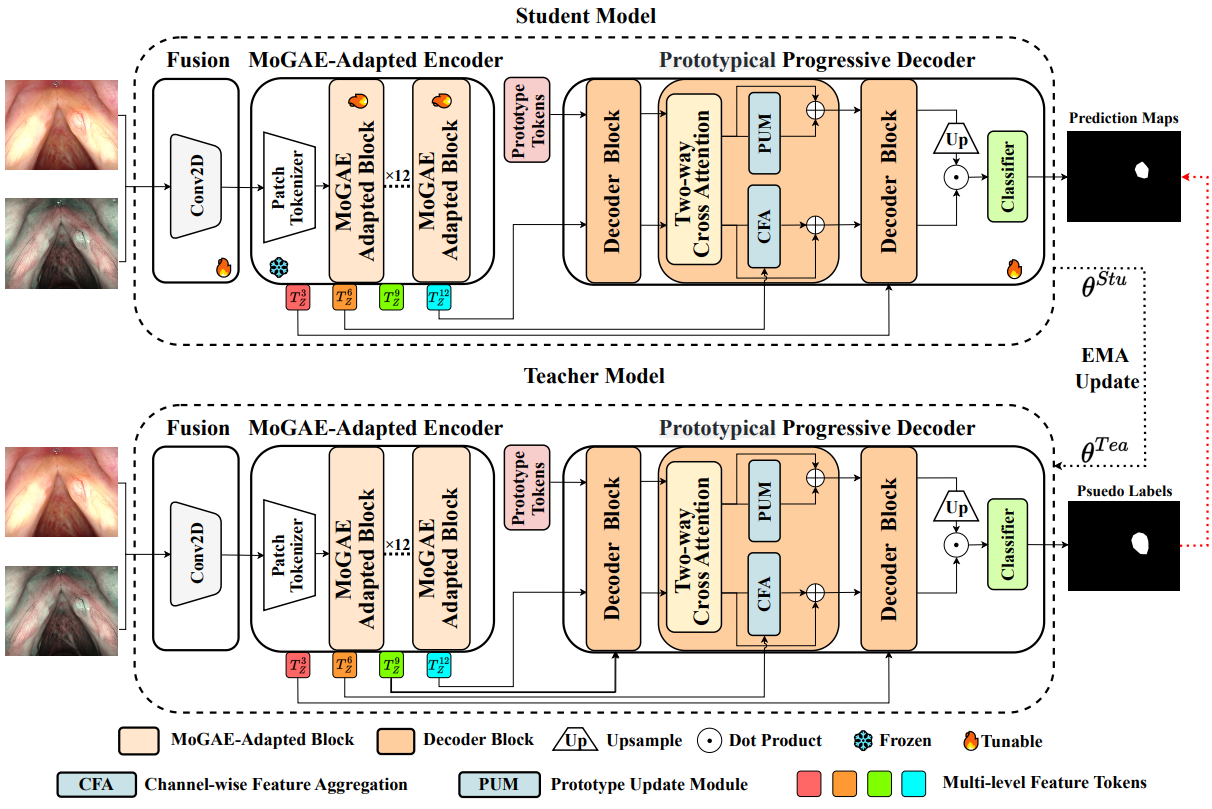 Student Model
Fusion
MoGAE-Adapted Encoder
Prototypical Progressive Decoder
Conv2D
Patch
Tokenizer
MoGAE
Adapted Block
×12
MoGAE
Adapted Block
Prototype
Tokens
Decoder Block
Two-way
Cross Attention
PUM
CFA
Decoder Block
Up
Classifier
Prediction Maps
T_Z^3
T_Z^6
T_Z^9
T_Z^12
θ^Stu
EMA
Update
θ^Tea
Teacher Model
Fusion
MoGAE-Adapted Encoder
Prototypical Progressive Decoder
Conv2D
Patch
Tokenizer
MoGAE
Adapted Block
×12
MoGAE
Adapted Block
Prototype
Tokens
Decoder Block
Two-way
Cross Attention
PUM
CFA
Decoder Block
Up
Classifier
Psuedo Labels
T_Z^3
T_Z^6
T_Z^9
T_Z^12
MoGAE-Adapted Block
Decoder Block
Up
Upsample
Dot Product
Frozen
Tunable
CFA
Channel-wise Feature Aggregation
PUM
Prototype Update Module
Multi-level Feature Tokens